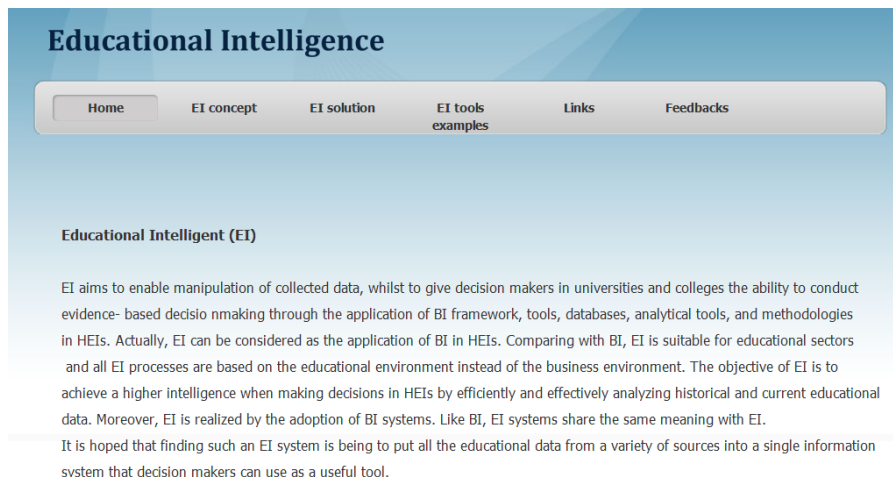 Educational Intelligence
Home EI concept EI solution EI tools Links Feedbacks
examples
Educational Intelligent (EI)
EI aims to enable manipulation of collected data, whilst to give decision makers in universities and colleges the ability to conduct
evidence- based decisio nmaking through the application of BI framework, tools, databases, analytical tools, and methodologies
in HEIs. Actually, EI can be considered as the application of BI in HEIs. Comparing with BI, EI is suitable for educational sectors
and all EI processes are based on the educational environment instead of the business environment. The objective of EI is to
achieve a higher intelligence when making decisions in HEIs by efficiently and effectively analyzing historical and current educational
data. Moreover, EI is realized by the adoption of BI systems. Like BI, EI systems share the same meaning with EI.
It is hoped that finding such an EI system is being to put all the educational data from a variety of sources into a single information
system that decision makers can use as a useful tool.